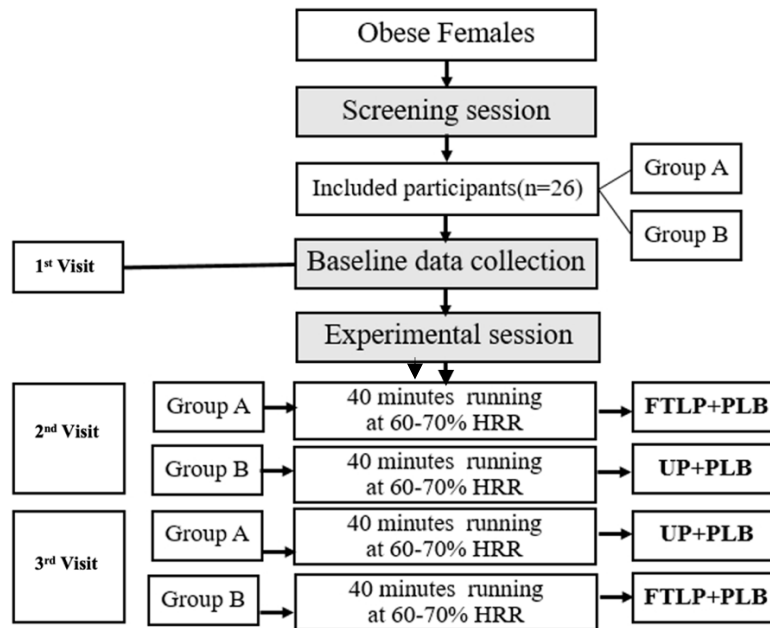 Obese Females
Screening session
Included participants(n=26)
Group A
Group B
1st Visit
Baseline data collection
Experimental session
2nd Visit
Group A
40 minutes running
at 60-70% HRR
FTLP+PLB
Group B
40 minutes running
at 60-70% HRR
UP+PLB
3rd Visit
Group A
40 minutes running
at 60-70% HRR
UP+PLB
Group B
40 minutes running
at 60-70% HRR
FTLP+PLB